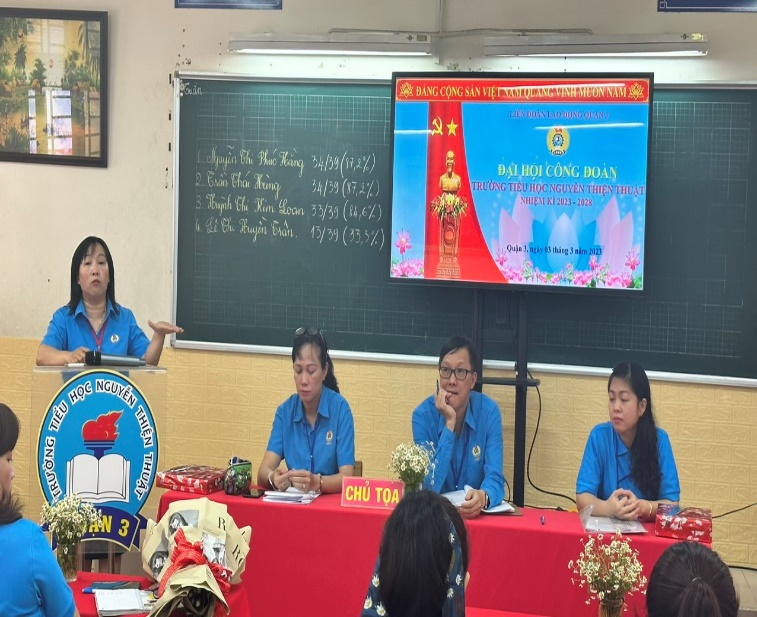 Quân
1. Nguyễn Thị Phúc Hằng 34/39 (87,2%)
2. Trần Thái Hùng 34/39 (87,2%)
3. Huỳnh Thị Kim Loan 33/39 (84,6%)
4. Lê Thị Huyền Trân. 13/39 (33,3%)
ĐẢNG CỘNG SẢN VIỆT NAM QUANG VINH MUÔN NĂM
LIÊN ĐOÀN LAO ĐỘNG QUẬN 3
ĐẠI HỘI CÔNG ĐOÀN
TRƯỜNG TIỂU HỌC NGUYỄN THIỆN THUẬT
NHIỆM KÌ 2023 - 2028
Quận 3, ngày 03 tháng 3 năm 2023
TRƯỜNG TIỂU HỌC NGUYỄN THIỆN THUẬT
QUẬN 3
CHỦ TỌA